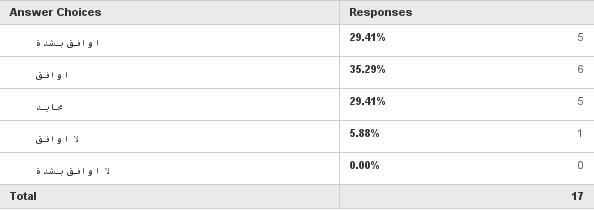 Answer Choices Responses
اوافق بشدة 29.41% 5
اوافق 35.29% 6
محايد 29.41% 5
لا اوافق 5.88% 1
لا اوافق بشدة 0.00% 0
Total 17